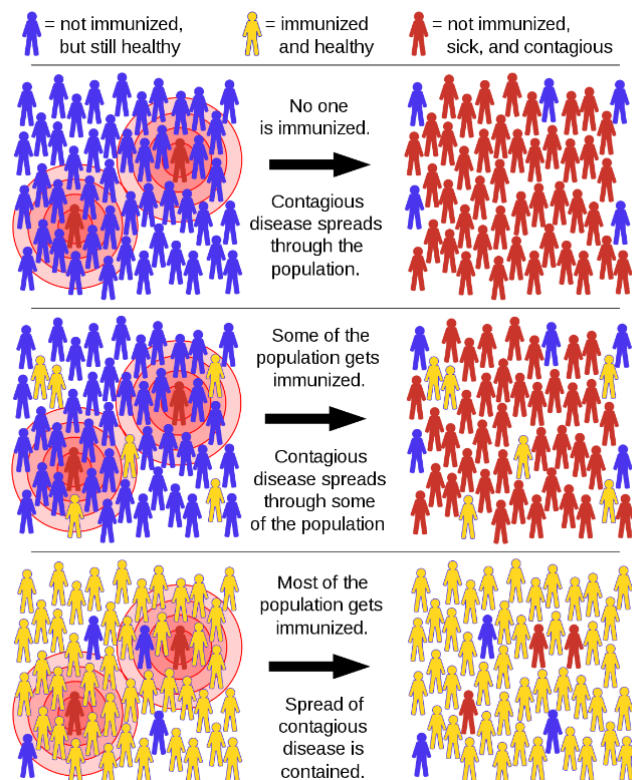 = not immunized,
but still healthy
= immunized
and healthy
= not immunized,
sick, and contagious
No one
is immunized.
Contagious
disease spreads
through the
population.
Some of the
population gets
immunized.
Contagious
disease spreads
through some
of the population
Most of the
population gets
immunized.
Spread of
contagious
disease is
contained.